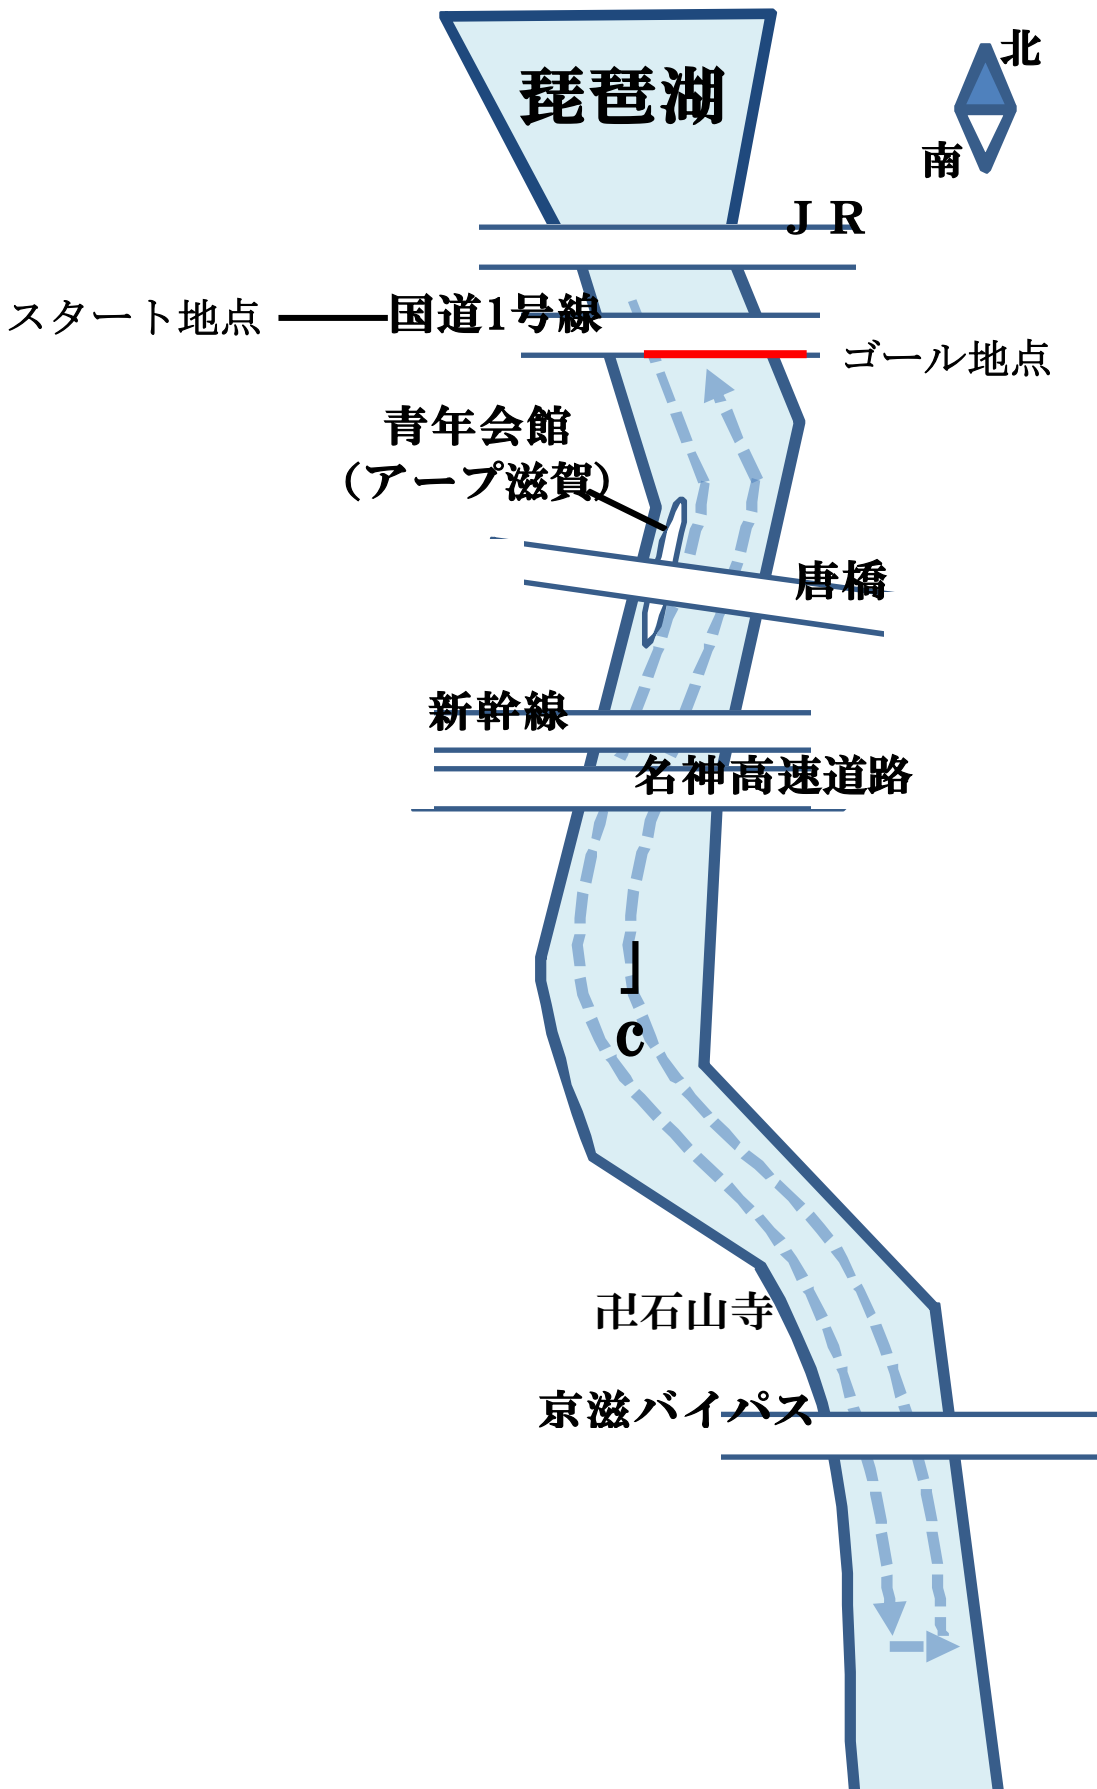 琵琶湖
北
南
ＪＲ
スタート地点
国道1号線
ゴール地点
青年会館
（アープ滋賀）
唐橋
新幹線
名神高速道路
」
c
卍石山寺
京滋バイパス